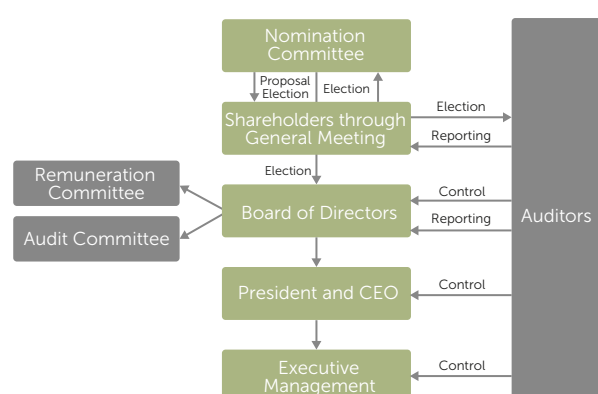 Nomination
Committee
Proposal
Election
Election
Shareholders through
General Meeting
Election
Reporting
Election
Remuneration
Committee
Audit Committee
Board of Directors
Control
Reporting
Auditors
President and CEO
Control
Executive
Management
Control